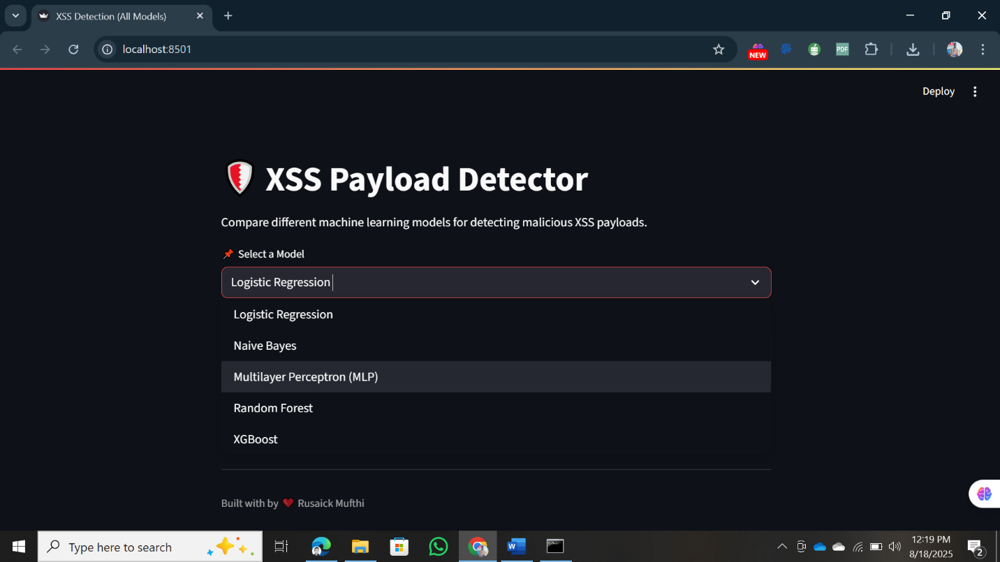 XSS Detection (All Models)
localhost:8501
NEW
PDF
Deploy
XSS Payload Detector
Compare different machine learning models for detecting malicious XSS payloads.
Select a Model
Logistic Regression
Logistic Regression
Naive Bayes
Multilayer Perceptron (MLP)
Random Forest
XGBoost
Built with by ❤️ Rusaick Mufthi
Type here to search
W
12:19 PM
8/18/2025
2